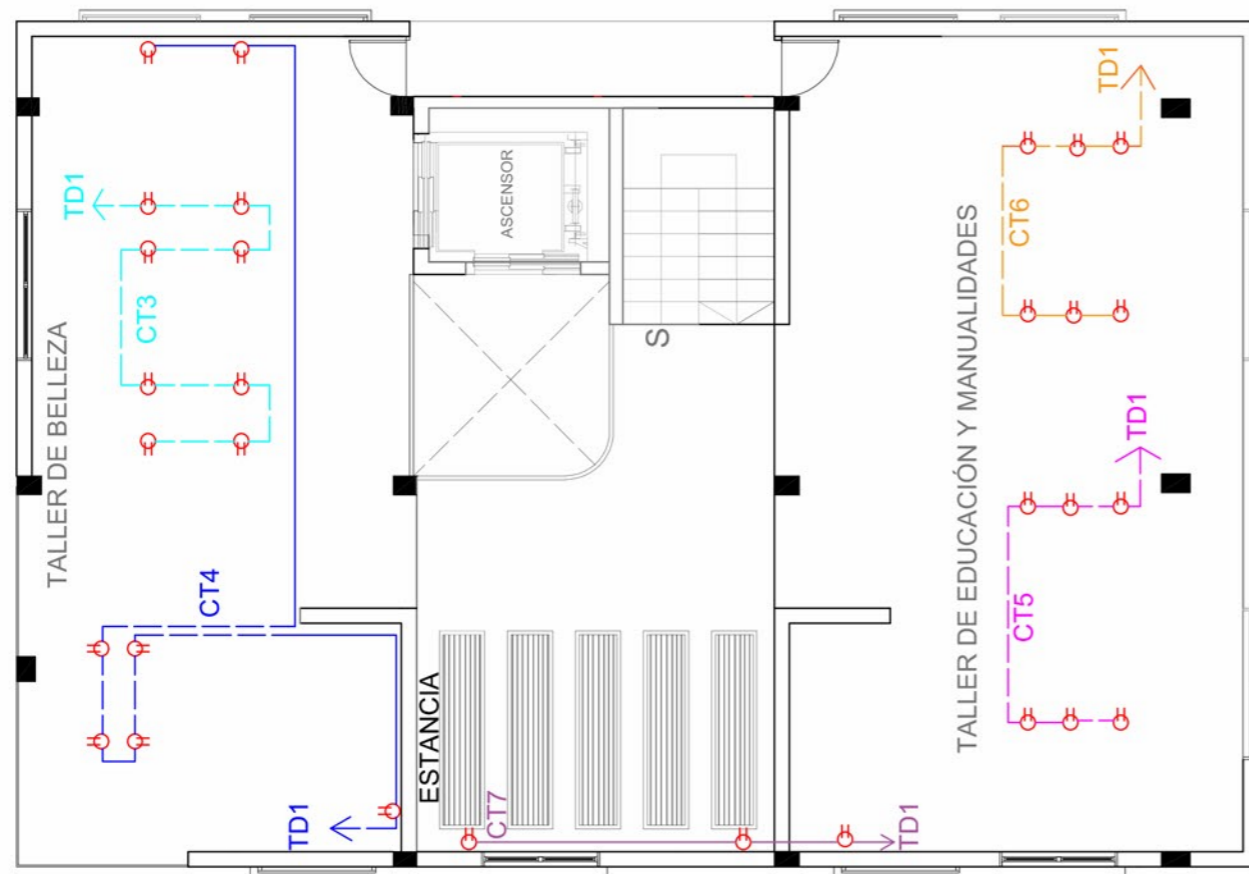 TD1
CT3
TALLER DE BELLEZA
CT4
TD1
ASCENSOR
S
ESTANCIA
CT7
TD1
TD1
CT6
TALLER DE EDUCACIÓN Y MANUALIDADES
TD1
CT5